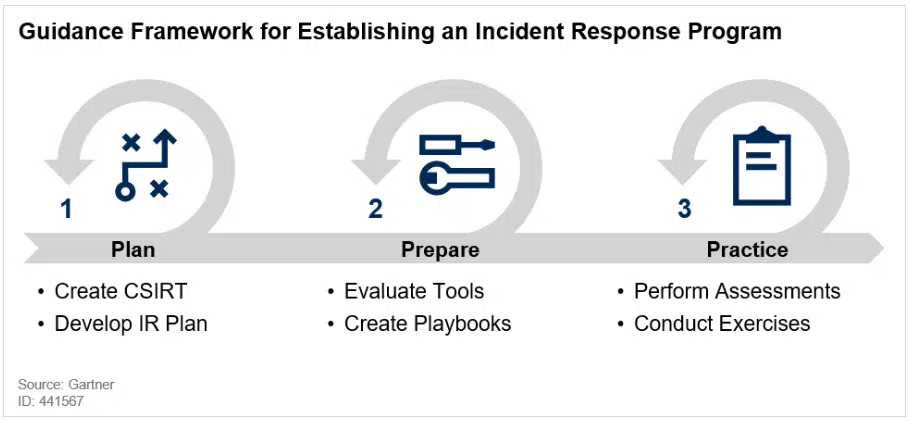 Guidance Framework for Establishing an Incident Response Program
1
2
3
Plan
Prepare
Practice
• Create CSIRT
• Develop IR Plan
• Evaluate Tools
• Create Playbooks
• Perform Assessments
• Conduct Exercises
Source: Gartner
ID: 441567